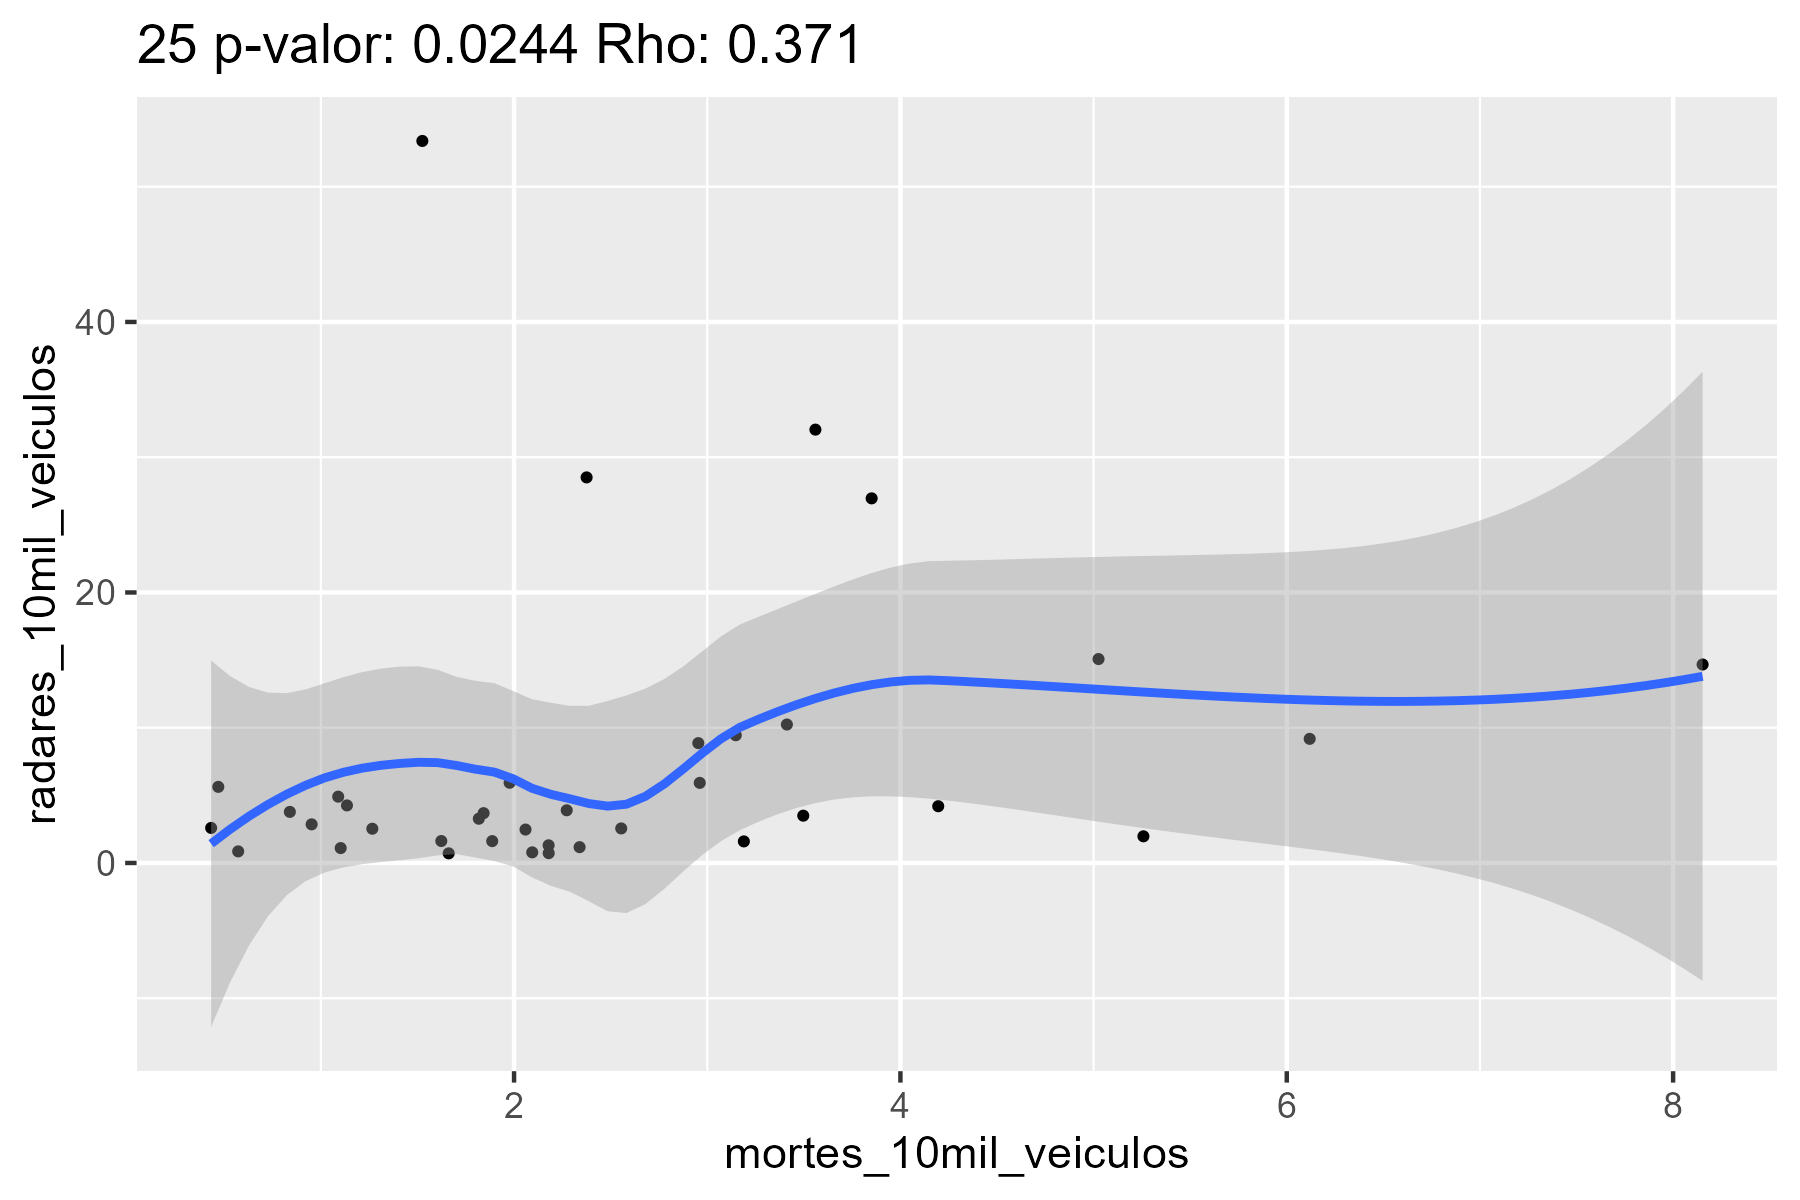 25 p-valor: 0.0244 Rho: 0.371
radares_10mil_veiculos
40
20
0
2 4 6 8
mortes_10mil_veiculos